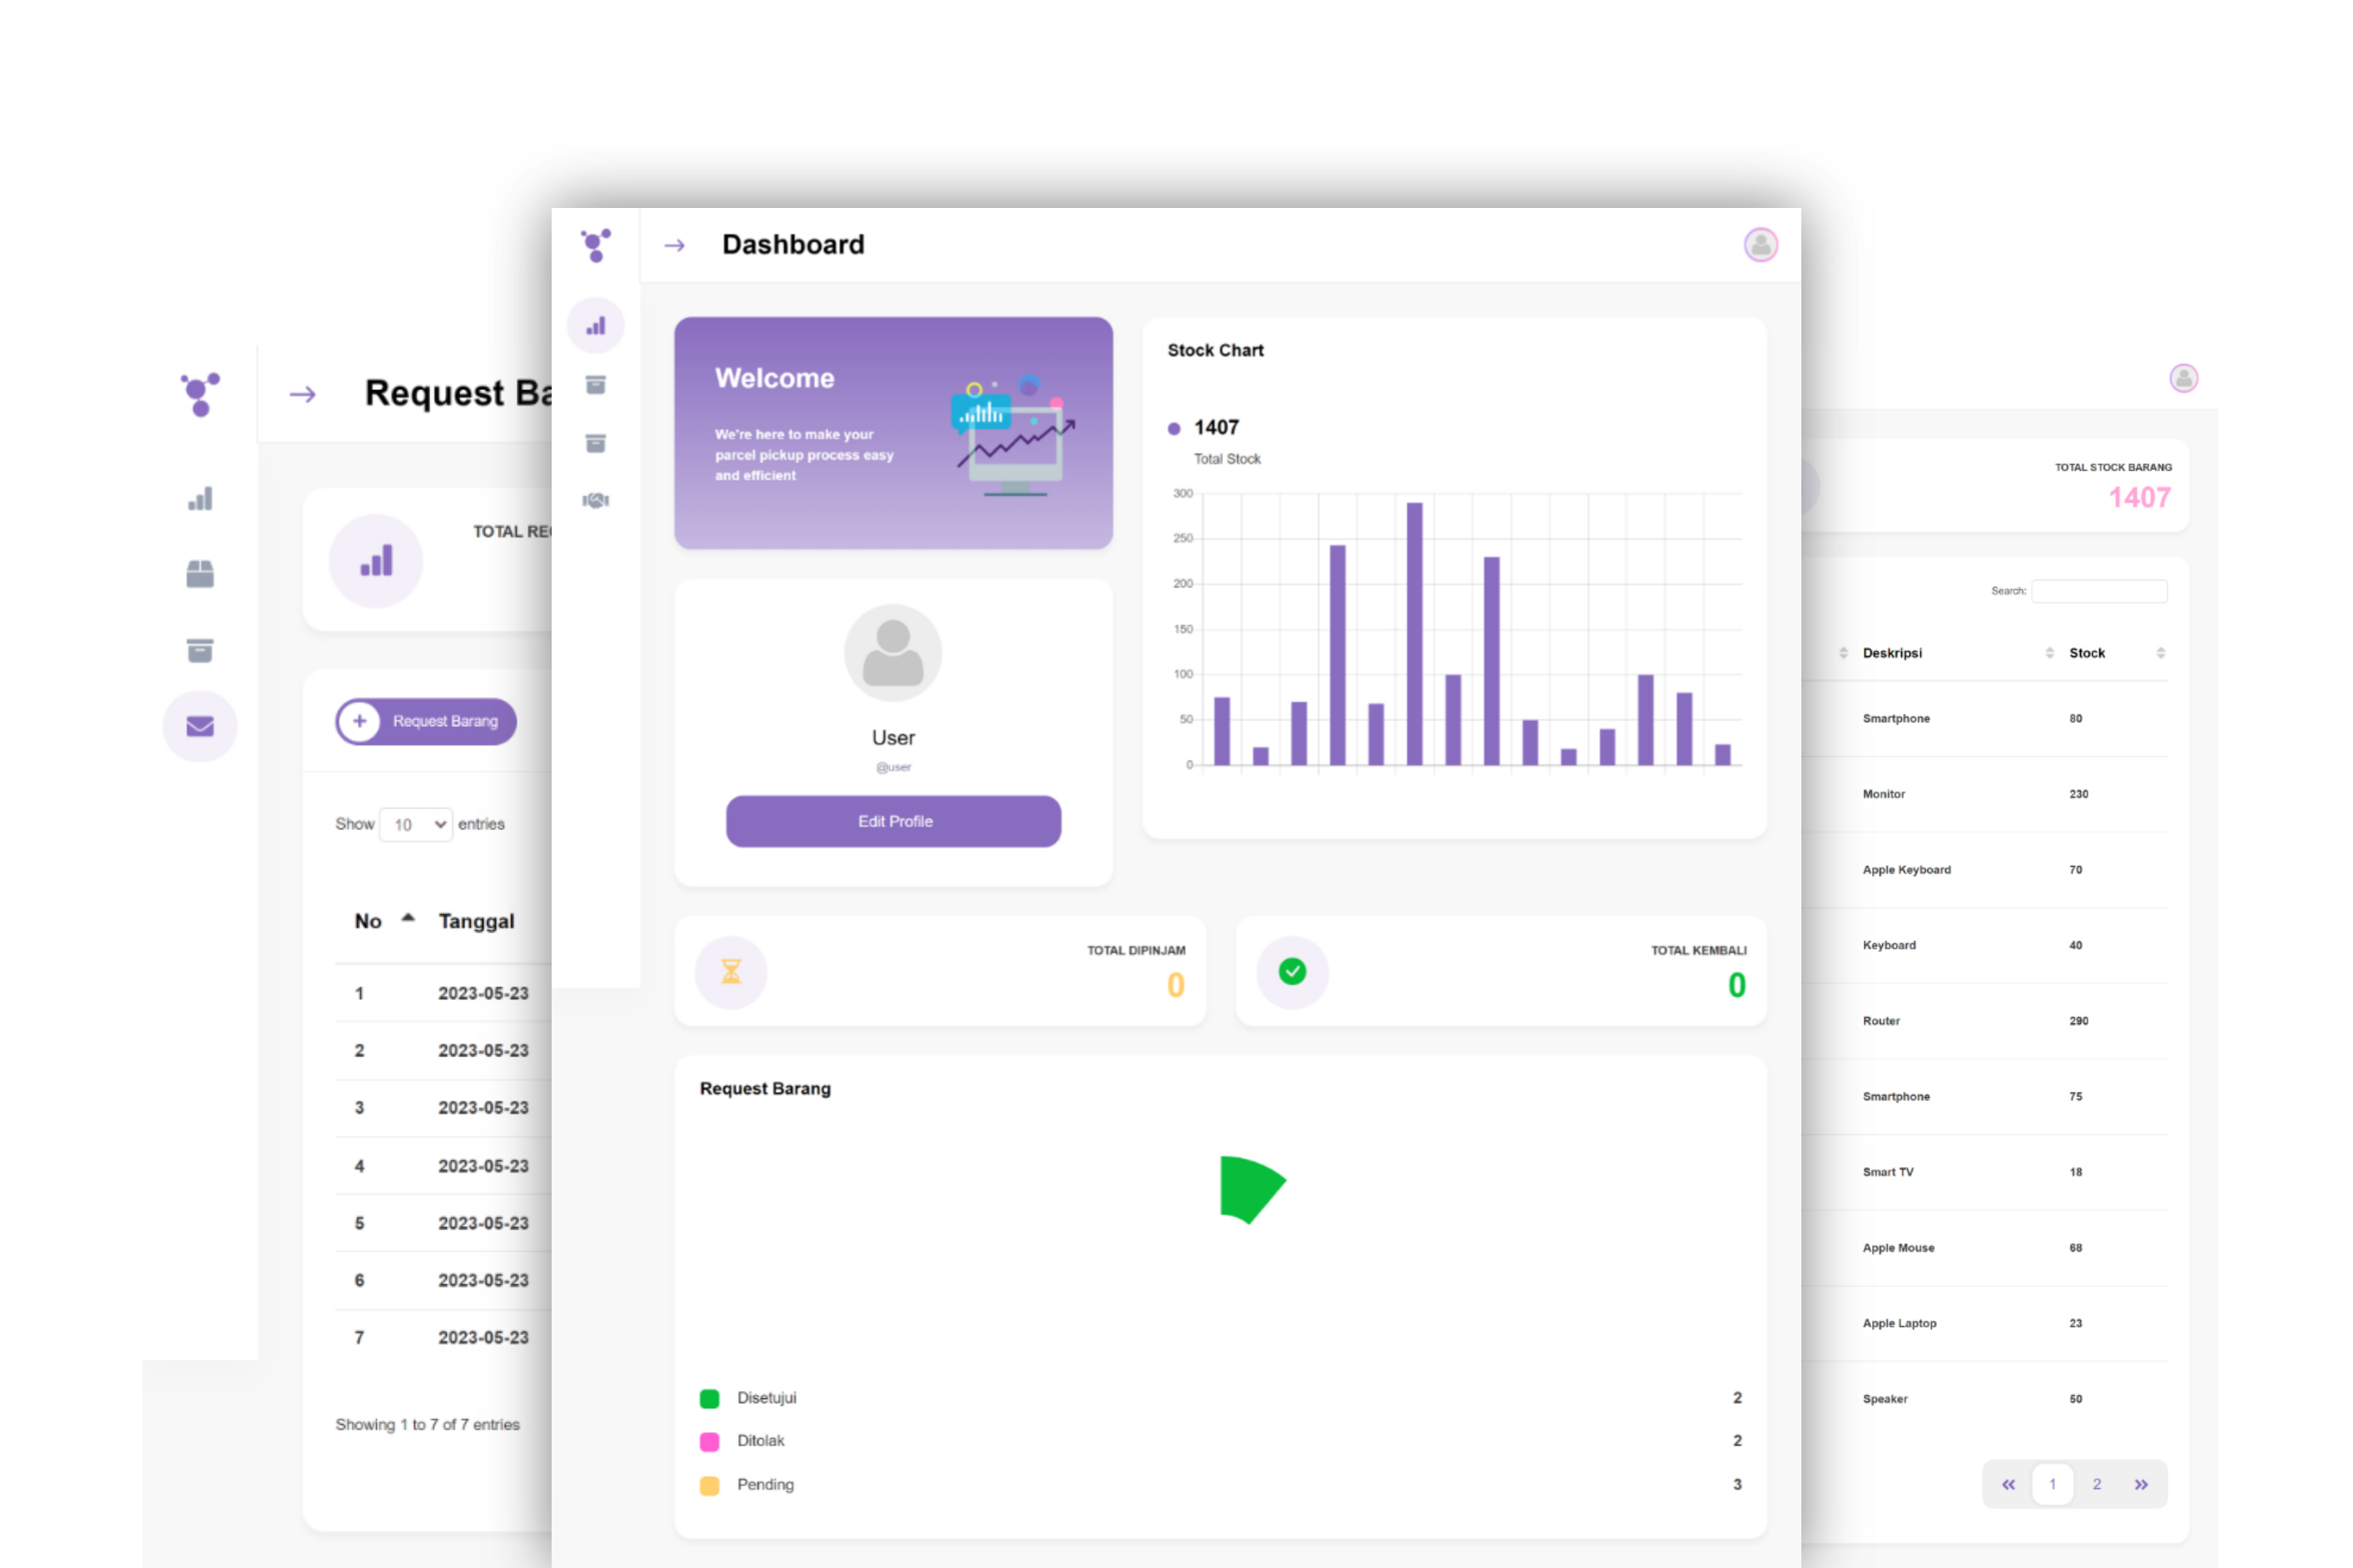 Request Ba
TOTAL RE
Request Barang
Show 10 entries
No Tanggal
1 2023-05-23
2 2023-05-23
3 2023-05-23
4 2023-05-23
5 2023-05-23
6 2023-05-23
7 2023-05-23
Showing 1 to 7 of 7 entries
Dashboard
Welcome
We're here to make your
parcel pickup process easy
and efficient
User
@user
Edit Profile
Stock Chart
1407
Total Stock
300
250
200
150
100
50
0
TOTAL DIPINJAM
0
TOTAL KEMBALI
0
Request Barang
Disetujui 2
Ditolak 2
Pending 3
TOTAL STOCK BARANG
1407
Search:
Deskripsi Stock
Smartphone 80
Monitor 230
Apple Keyboard 70
Keyboard 40
Router 290
Smartphone 75
Smart TV 18
Apple Mouse 68
Apple Laptop 23
Speaker 50
« 1 2 »